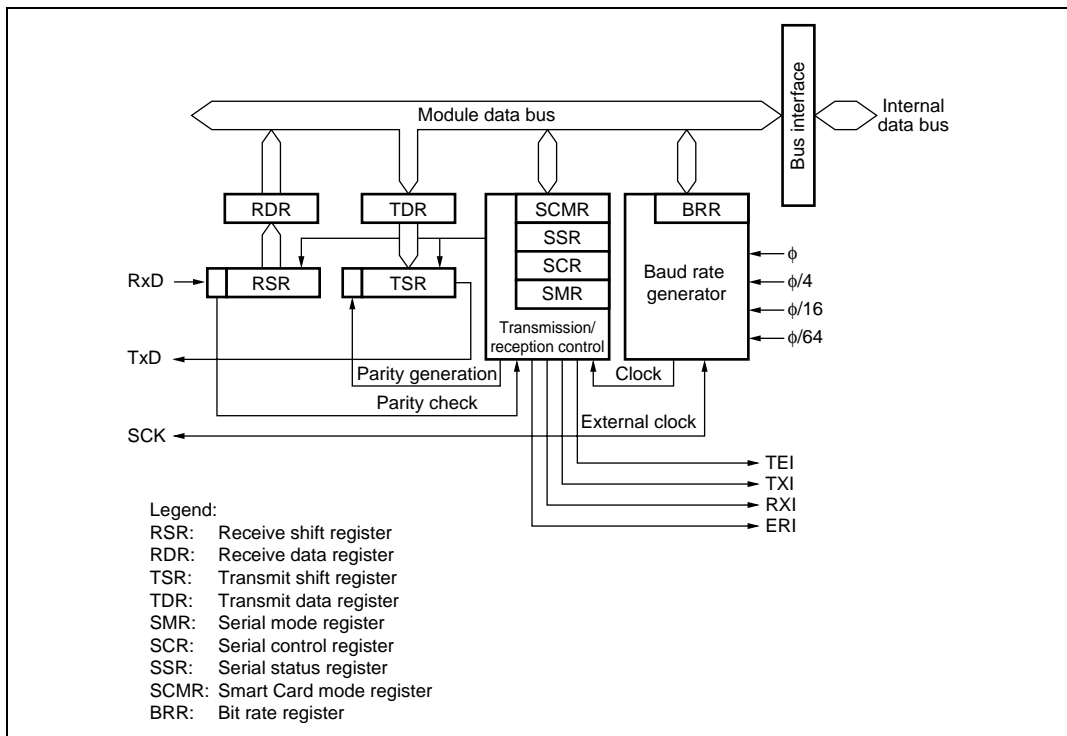 Bus interface
Module data bus
Internal
data bus
RDR
TDR
SCMR
BRR
SSR
SCR
SMR
RxD
RSR
TSR
Baud rate
generator
ϕ
ϕ/4
ϕ/16
ϕ/64
Transmission/
reception control
TxD
Parity generation
Clock
Parity check
External clock
SCK
TEI
TXI
RXI
ERI
Legend:
RSR: Receive shift register
RDR: Receive data register
TSR: Transmit shift register
TDR: Transmit data register
SMR: Serial mode register
SCR: Serial control register
SSR: Serial status register
SCMR: Smart Card mode register
BRR: Bit rate register